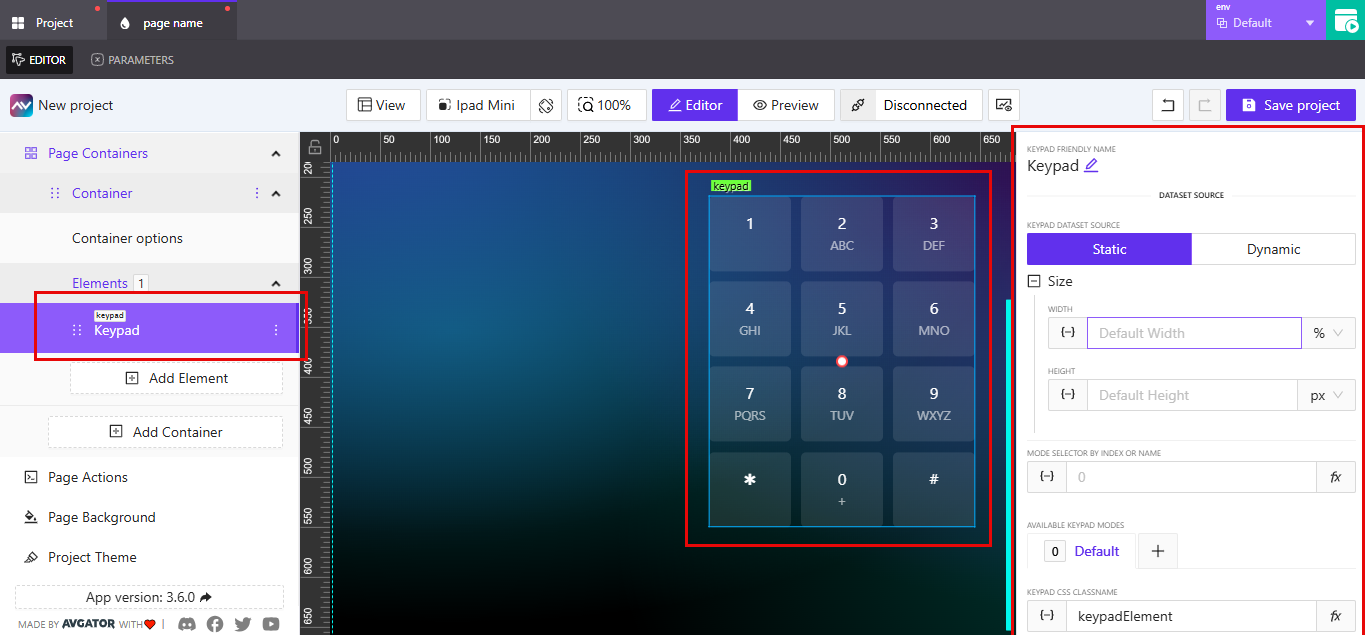 Project
page name
env
Default
EDITOR
PARAMETERS
New project
View
Ipad Mini
100%
Editor
Preview
Disconnected
Save project
Page Containers
Container
Container options
Elements 1
keypad
Keypad
Add Element
Add Container
Page Actions
Page Background
Project Theme
App version: 3.6.0
MADE BY AVGATOR WITH
0 50 100 150 200 250 300 350 400 450 500 550 600 650
200
250
300
350
400
450
500
550
600
650
keypad
1 2 3
ABC DEF
4 5 6
GHI JKL MNO
7 8 9
PQRS TUV WXYZ
* 0 #
+
KEYPAD FRIENDLY NAME
Keypad
DATASET SOURCE
KEYPAD DATASET SOURCE
Static Dynamic
Size
WIDTH
{--} Default Width %
HEIGHT
{--} Default Height px
MODE SELECTOR BY INDEX OR NAME
{--} 0 fx
AVAILABLE KEYPAD MODES
0 Default +
KEYPAD CSS CLASSNAME
{--} keypadElement fx